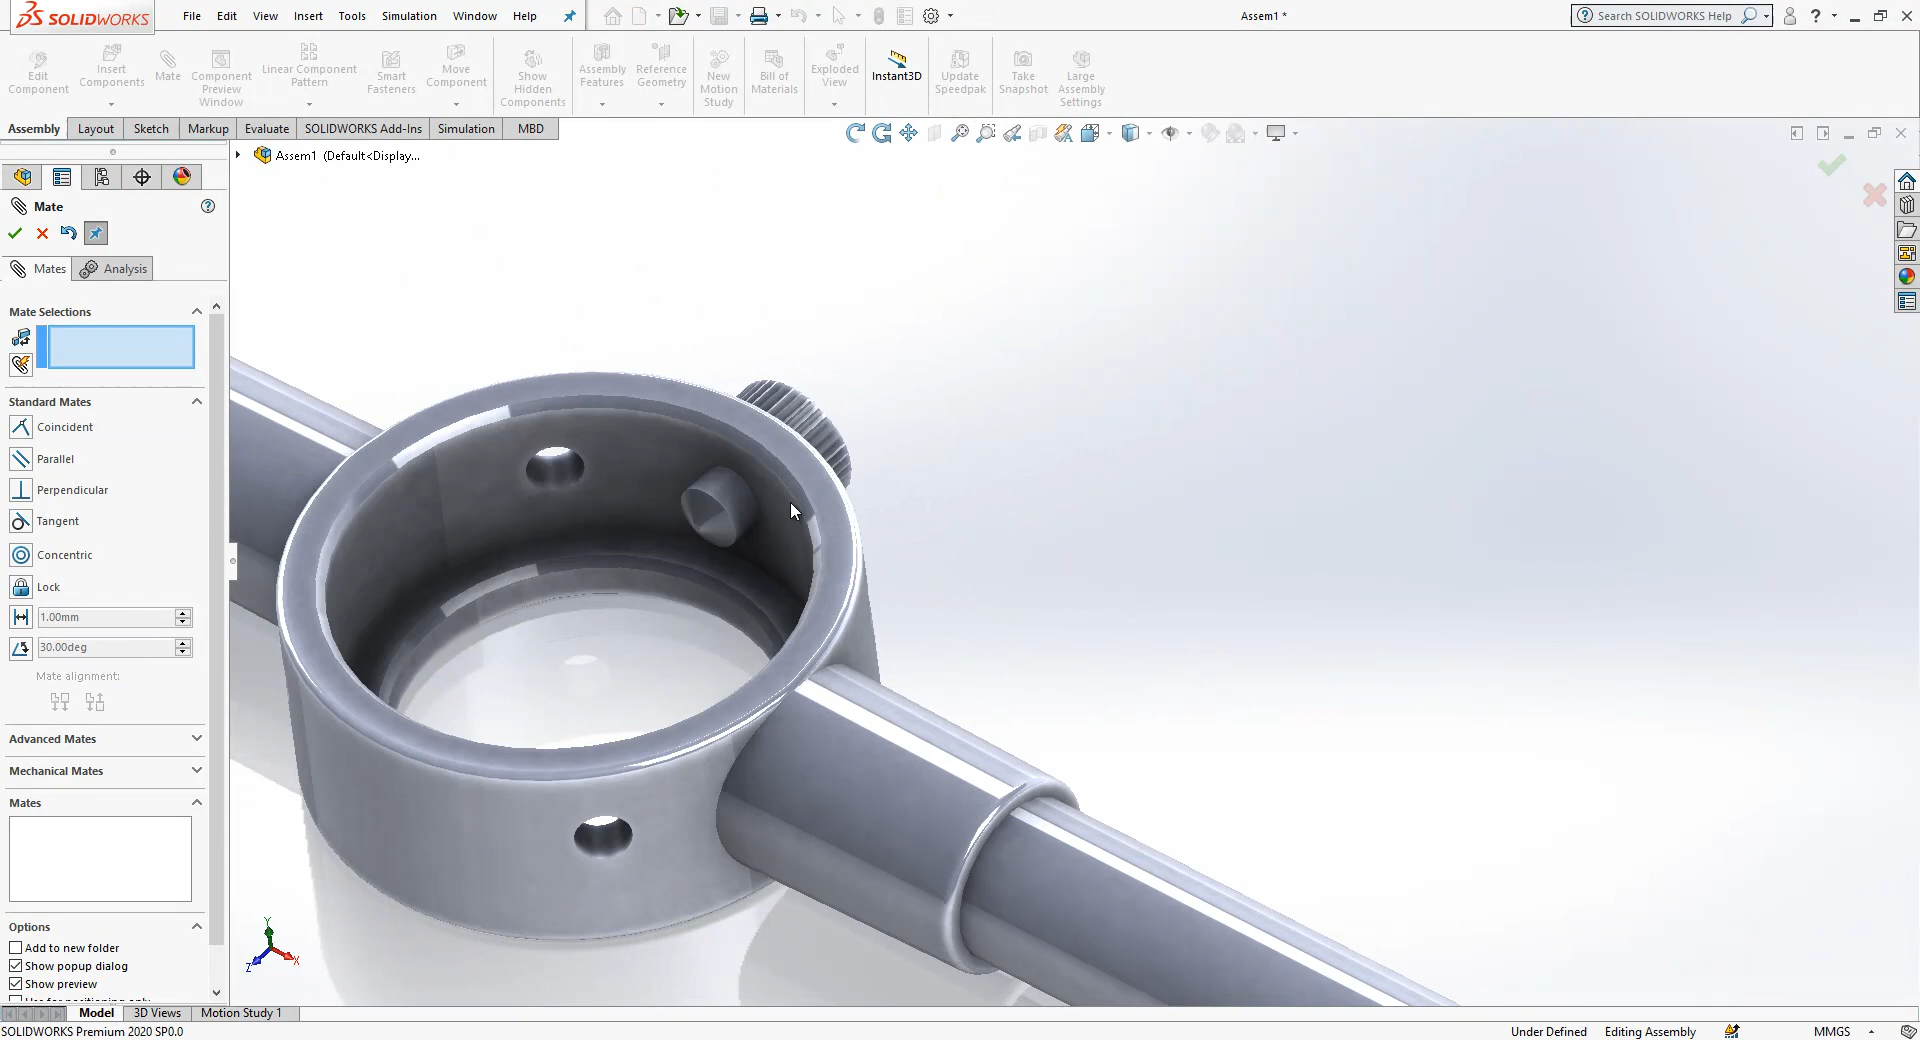 SOLIDWORKS
File Edit View Insert Tools Simulation Window Help
Assem1 *
Search SOLIDWORKS Help
Edit Component
Insert Components
Mate
Component Preview Window
Linear Component Pattern
Smart Fasteners
Move Component
Show Hidden Components
Assembly Features
Reference Geometry
New Motion Study
Bill of Materials
Exploded View
Instant3D
Update Speedpak
Take Snapshot
Large Assembly Settings
Assembly Layout Sketch Markup Evaluate SOLIDWORKS Add-Ins Simulation MBD
Assem1 (Default<Display...
Mate
Mates Analysis
Mate Selections
Standard Mates
Coincident
Parallel
Perpendicular
Tangent
Concentric
Lock
1.00mm
30.00deg
Mate alignment:
Advanced Mates
Mechanical Mates
Mates
Options
Add to new folder
Show popup dialog
Show preview
Y
Z
X
Model 3D Views Motion Study 1
SOLIDWORKS Premium 2020 SP0.0
Under Defined Editing Assembly MMGS